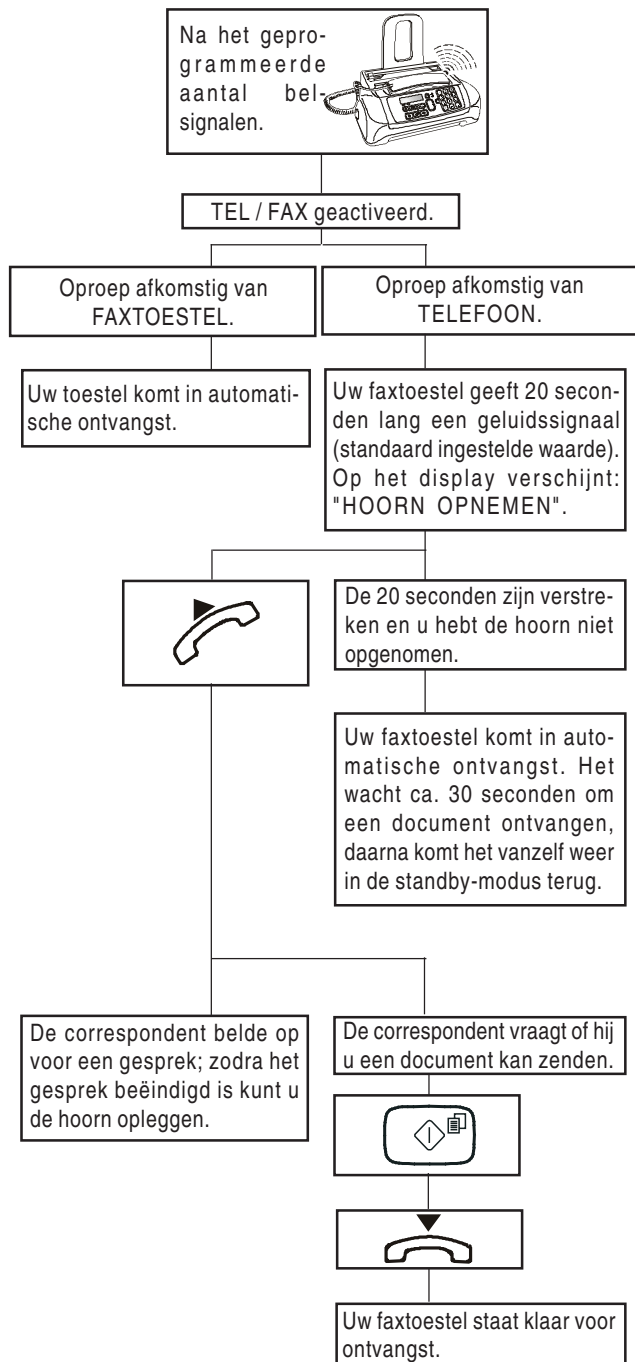 Na het gepro-
grammeerde
aantal bel-
signalen.
TEL / FAX geactiveerd.
Oproep afkomstig van
FAXTOESTEL.
Oproep afkomstig van
TELEFOON.
Uw toestel komt in automati-
sche ontvangst.
Uw faxtoestel geeft 20 secon-
den lang een geluidssignaal
(standaard ingestelde waarde).
Op het display verschijnt:
"HOORN OPNEMEN".
De 20 seconden zijn verstre-
ken en u hebt de hoorn niet
opgenomen.
Uw faxtoestel komt in auto-
matische ontvangst. Het
wacht ca. 30 seconden om
een document ontvangen,
daarna komt het vanzelf weer
in de standby-modus terug.
De correspondent belde op
voor een gesprek; zodra het
gesprek beëindigd is kunt u
de hoorn opleggen.
De correspondent vraagt of hij
u een document kan zenden.
Uw faxtoestel staat klaar voor
ontvangst.